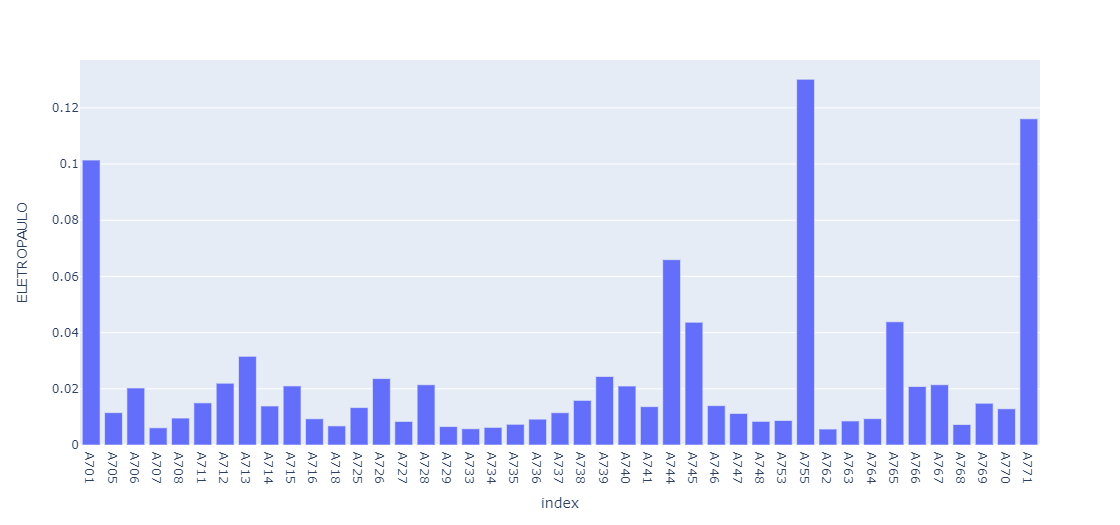 ELETROPAULO
0.12
0.1
0.08
0.06
0.04
0.02
0
A701
A705
A706
A707
A708
A711
A712
A713
A714
A715
A716
A718
A725
A726
A727
A728
A729
A733
A734
A735
A736
A737
A738
A739
A740
A741
A744
A745
A746
A747
A748
A753
A755
A762
A763
A764
A765
A766
A767
A768
A769
A770
A771
index